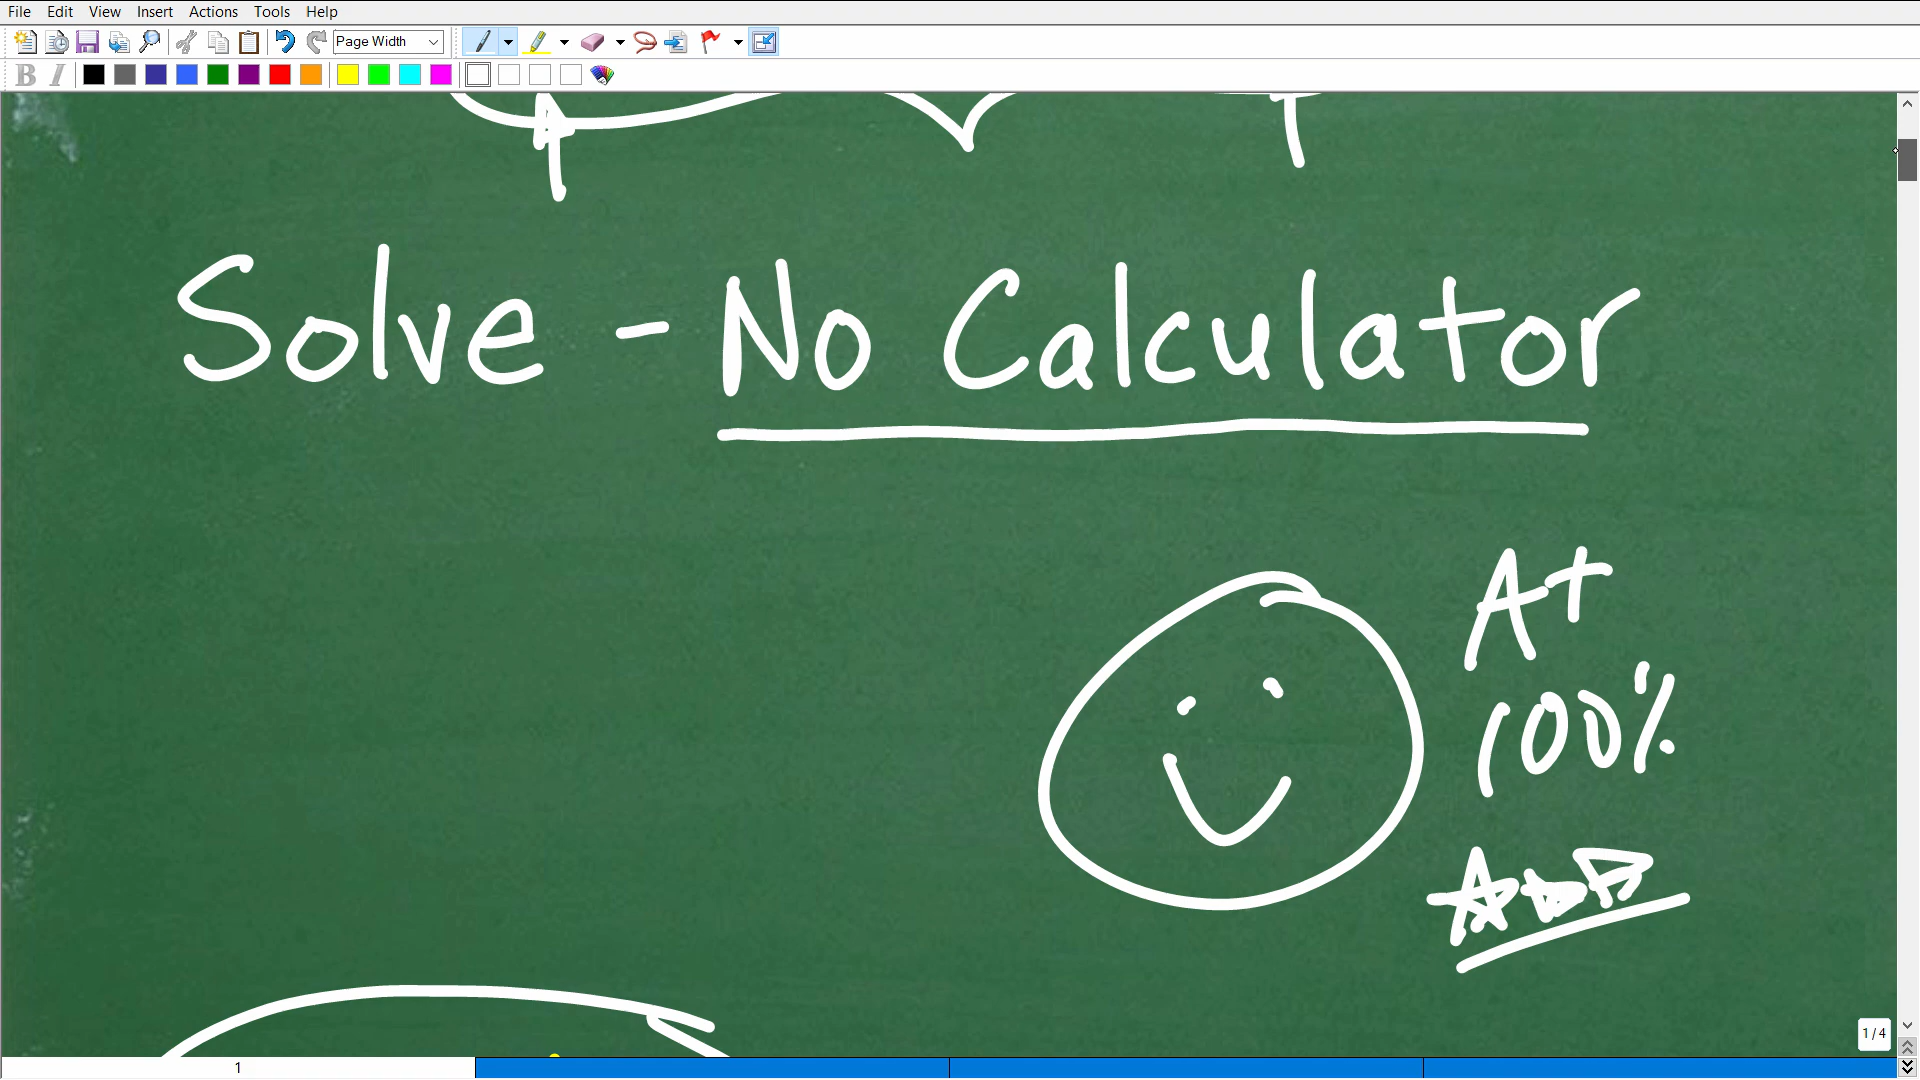 File Edit View Insert Actions Tools Help
Page Width
B I
Solve - No Calculator
A+
100%
1 / 4
1